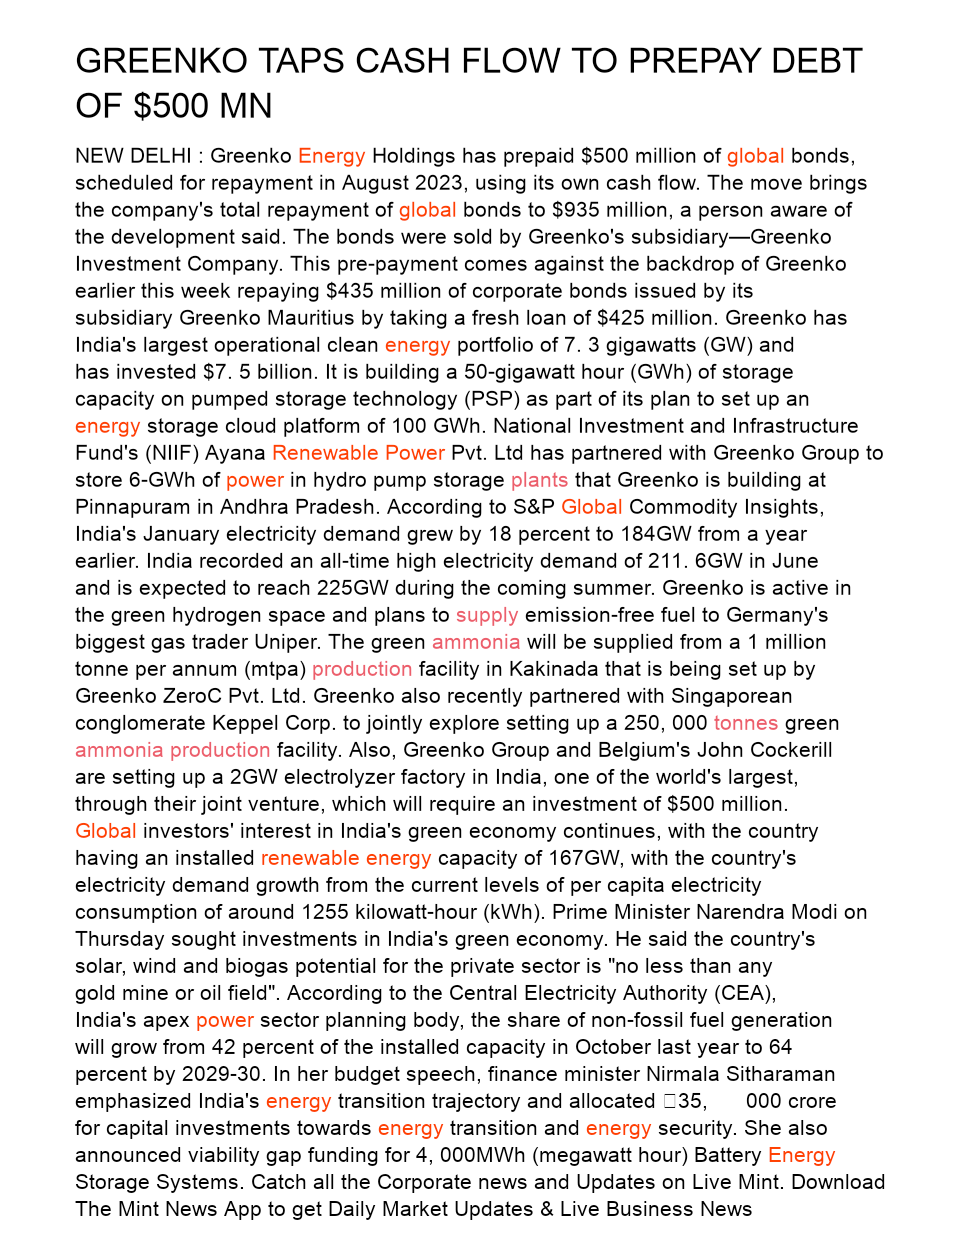 GREENKO TAPS CASH FLOW TO PREPAY DEBT
OF $500 MN
NEW DELHI : Greenko Energy Holdings has prepaid $500 million of global bonds,
scheduled for repayment in August 2023, using its own cash flow. The move brings
the company's total repayment of global bonds to $935 million, a person aware of
the development said. The bonds were sold by Greenko's subsidiary—Greenko
Investment Company. This pre-payment comes against the backdrop of Greenko
earlier this week repaying $435 million of corporate bonds issued by its
subsidiary Greenko Mauritius by taking a fresh loan of $425 million. Greenko has
India's largest operational clean energy portfolio of 7. 3 gigawatts (GW) and
has invested $7. 5 billion. It is building a 50-gigawatt hour (GWh) of storage
capacity on pumped storage technology (PSP) as part of its plan to set up an
energy storage cloud platform of 100 GWh. National Investment and Infrastructure
Fund's (NIIF) Ayana Renewable Power Pvt. Ltd has partnered with Greenko Group to
store 6-GWh of power in hydro pump storage plants that Greenko is building at
Pinnapuram in Andhra Pradesh. According to S&P Global Commodity Insights,
India's January electricity demand grew by 18 percent to 184GW from a year
earlier. India recorded an all-time high electricity demand of 211. 6GW in June
and is expected to reach 225GW during the coming summer. Greenko is active in
the green hydrogen space and plans to supply emission-free fuel to Germany's
biggest gas trader Uniper. The green ammonia will be supplied from a 1 million
tonne per annum (mtpa) production facility in Kakinada that is being set up by
Greenko ZeroC Pvt. Ltd. Greenko also recently partnered with Singaporean
conglomerate Keppel Corp. to jointly explore setting up a 250, 000 tonnes green
ammonia production facility. Also, Greenko Group and Belgium's John Cockerill
are setting up a 2GW electrolyzer factory in India, one of the world's largest,
through their joint venture, which will require an investment of $500 million.
Global investors' interest in India's green economy continues, with the country
having an installed renewable energy capacity of 167GW, with the country's
electricity demand growth from the current levels of per capita electricity
consumption of around 1255 kilowatt-hour (kWh). Prime Minister Narendra Modi on
Thursday sought investments in India's green economy. He said the country's
solar, wind and biogas potential for the private sector is "no less than any
gold mine or oil field". According to the Central Electricity Authority (CEA),
India's apex power sector planning body, the share of non-fossil fuel generation
will grow from 42 percent of the installed capacity in October last year to 64
percent by 2029-30. In her budget speech, finance minister Nirmala Sitharaman
emphasized India's energy transition trajectory and allocated 35, 000 crore
for capital investments towards energy transition and energy security. She also
announced viability gap funding for 4, 000MWh (megawatt hour) Battery Energy
Storage Systems. Catch all the Corporate news and Updates on Live Mint. Download
The Mint News App to get Daily Market Updates & Live Business News